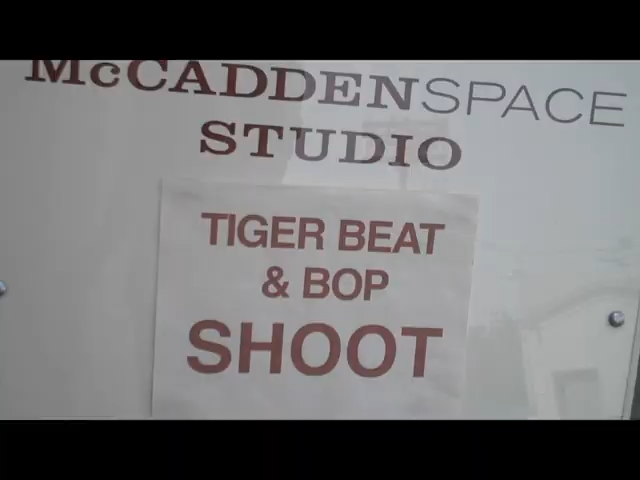 McCADDENSPACE
STUDIO
TIGER BEAT
& BOP
SHOOT